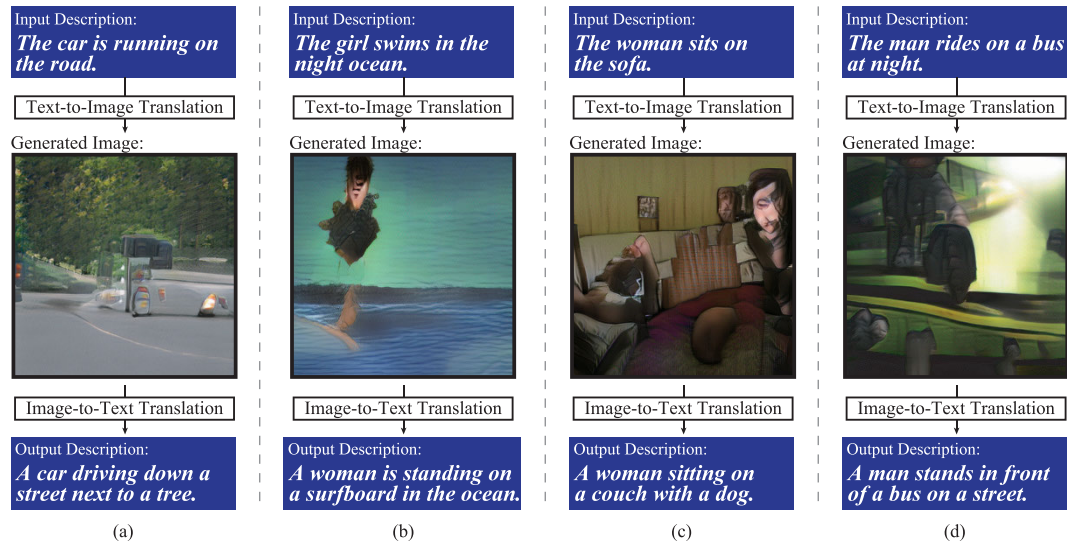 Input Description:
The car is running on
the road.
Text-to-Image Translation
Generated Image:
Image-to-Text Translation
Output Description:
A car driving down a
street next to a tree.
(a)
Input Description:
The girl swims in the
night ocean.
Text-to-Image Translation
Generated Image:
Image-to-Text Translation
Output Description:
A woman is standing on
a surfboard in the ocean.
(b)
Input Description:
The woman sits on
the sofa.
Text-to-Image Translation
Generated Image:
Image-to-Text Translation
Output Description:
A woman sitting on
a couch with a dog.
(c)
Input Description:
The man rides on a bus
at night.
Text-to-Image Translation
Generated Image:
Image-to-Text Translation
Output Description:
A man stands in front
of a bus on a street.
(d)